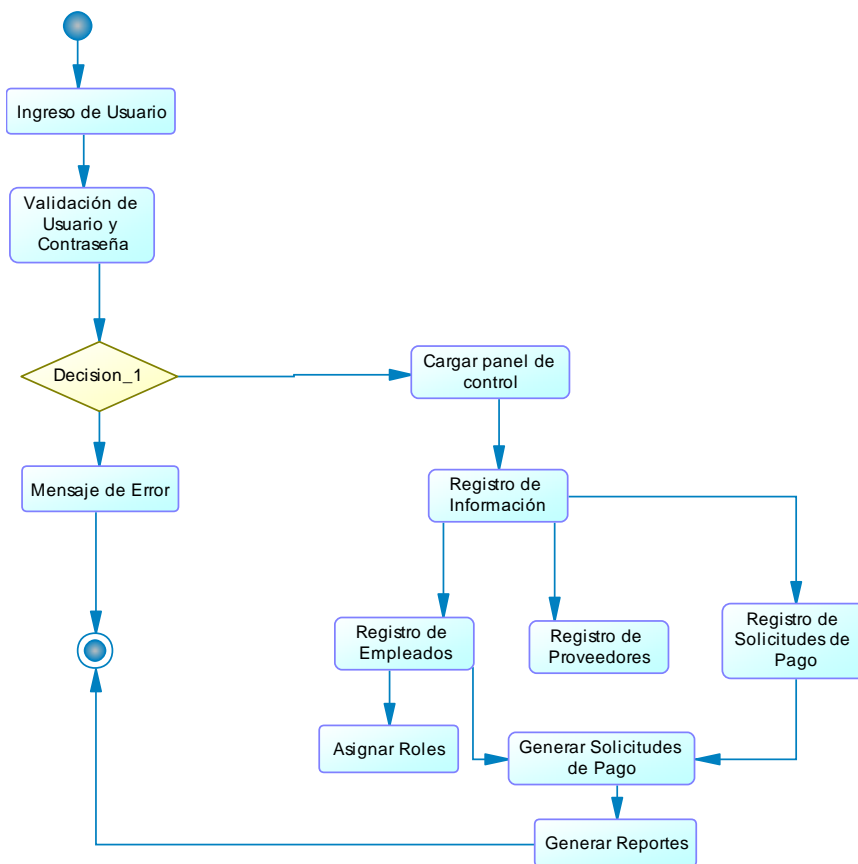 Ingreso de Usuario
Validación de
Usuario y
Contraseña
Decision_1
Cargar panel de
control
Mensaje de Error
Registro de
Información
Registro de
Empleados
Registro de
Proveedores
Registro de
Solicitudes de
Pago
Asignar Roles
Generar Solicitudes
de Pago
Generar Reportes